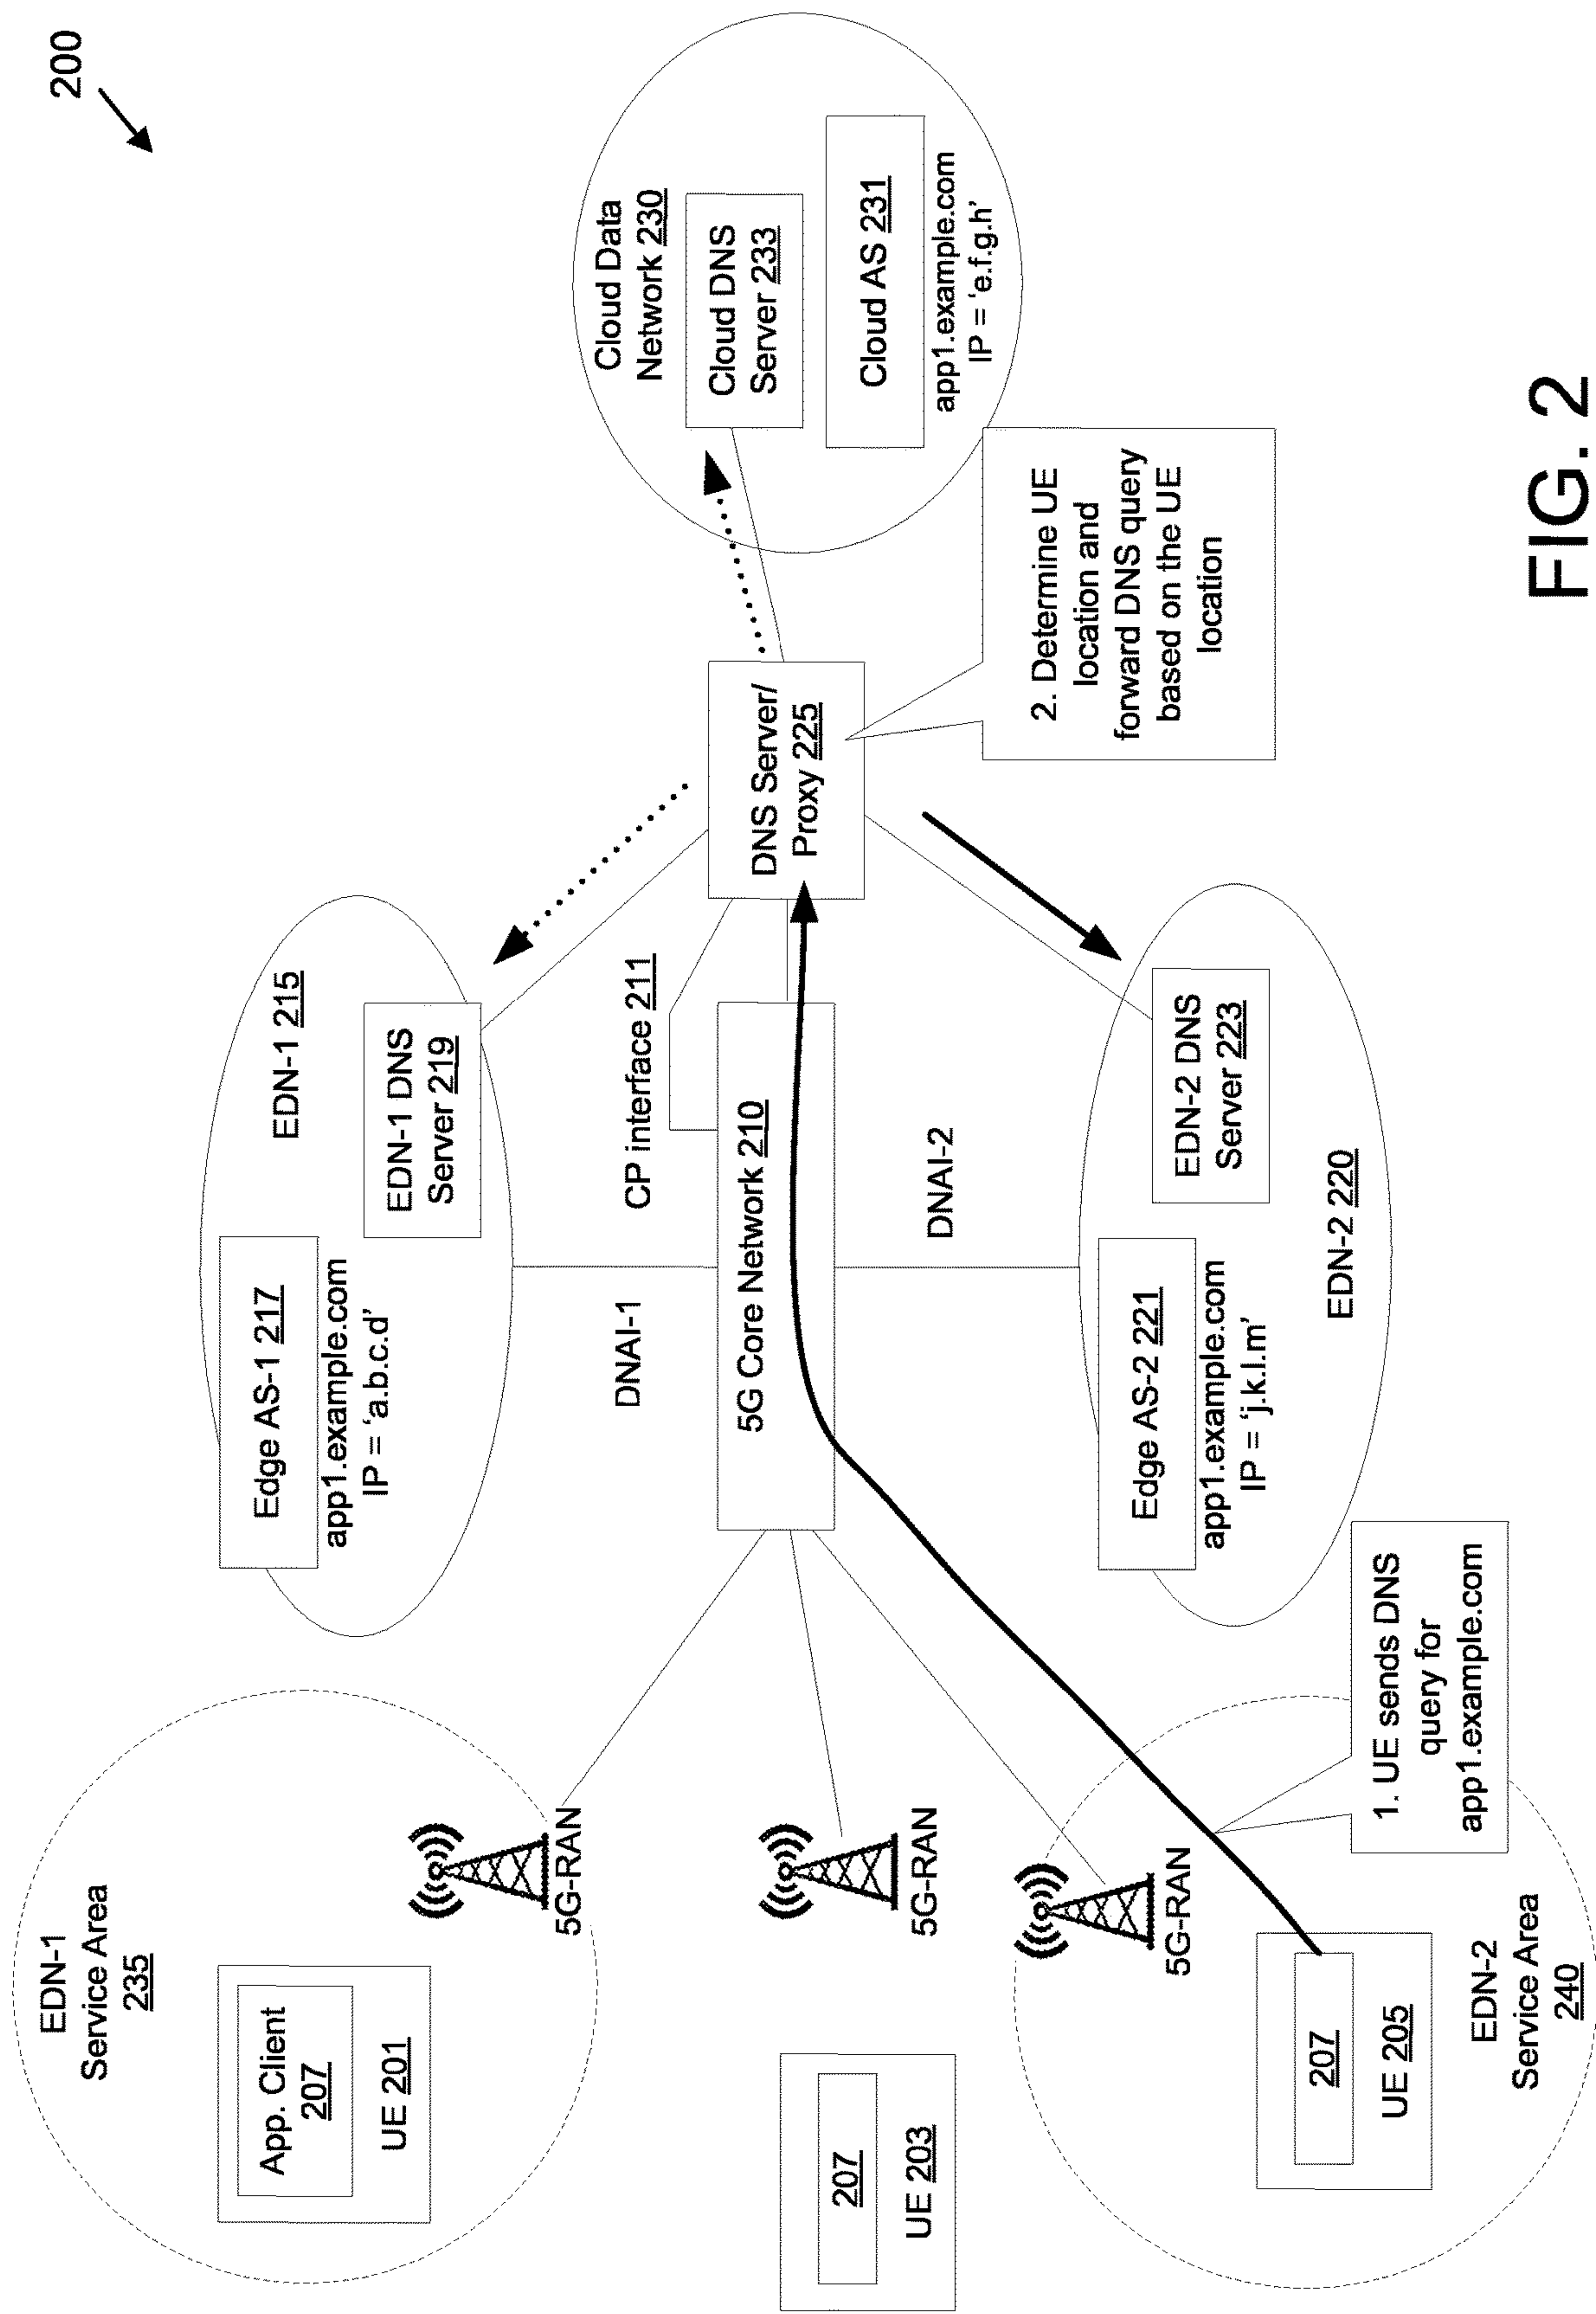 200
EDN-1
Service Area
235
App. Client
207
UE 201
5G-RAN
207
UE 203
5G-RAN
5G-RAN
207
UE 205
EDN-2
Service Area
240
1. UE sends DNS
query for
app1.example.com
Edge AS-1 217
app1.example.com
IP = ‘a.b.c.d’
EDN-1 215
EDN-1 DNS
Server 219
DNAI-1
CP interface 211
5G Core Network 210
DNAI-2
Edge AS-2 221
app1.example.com
IP = ‘j.k.l.m’
EDN-2 DNS
Server 223
EDN-2 220
DNS Server/
Proxy 225
2. Determine UE
location and
forward DNS query
based on the UE
location
Cloud Data
Network 230
Cloud DNS
Server 233
Cloud AS 231
app1.example.com
IP = ‘e.f.g.h’
FIG. 2